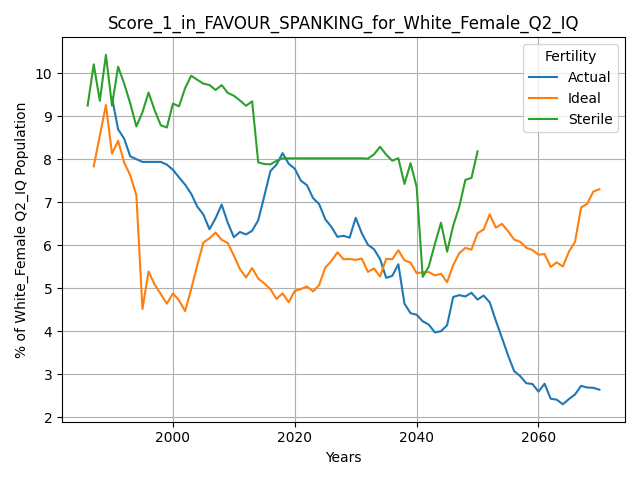 Score_1_in_FAVOUR_SPANKING_for_White_Female_Q2_IQ
Fertility
Actual
Ideal
Sterile
% of White_Female Q2_IQ Population
10
9
8
7
6
5
4
3
2
2000
2020
2040
2060
Years